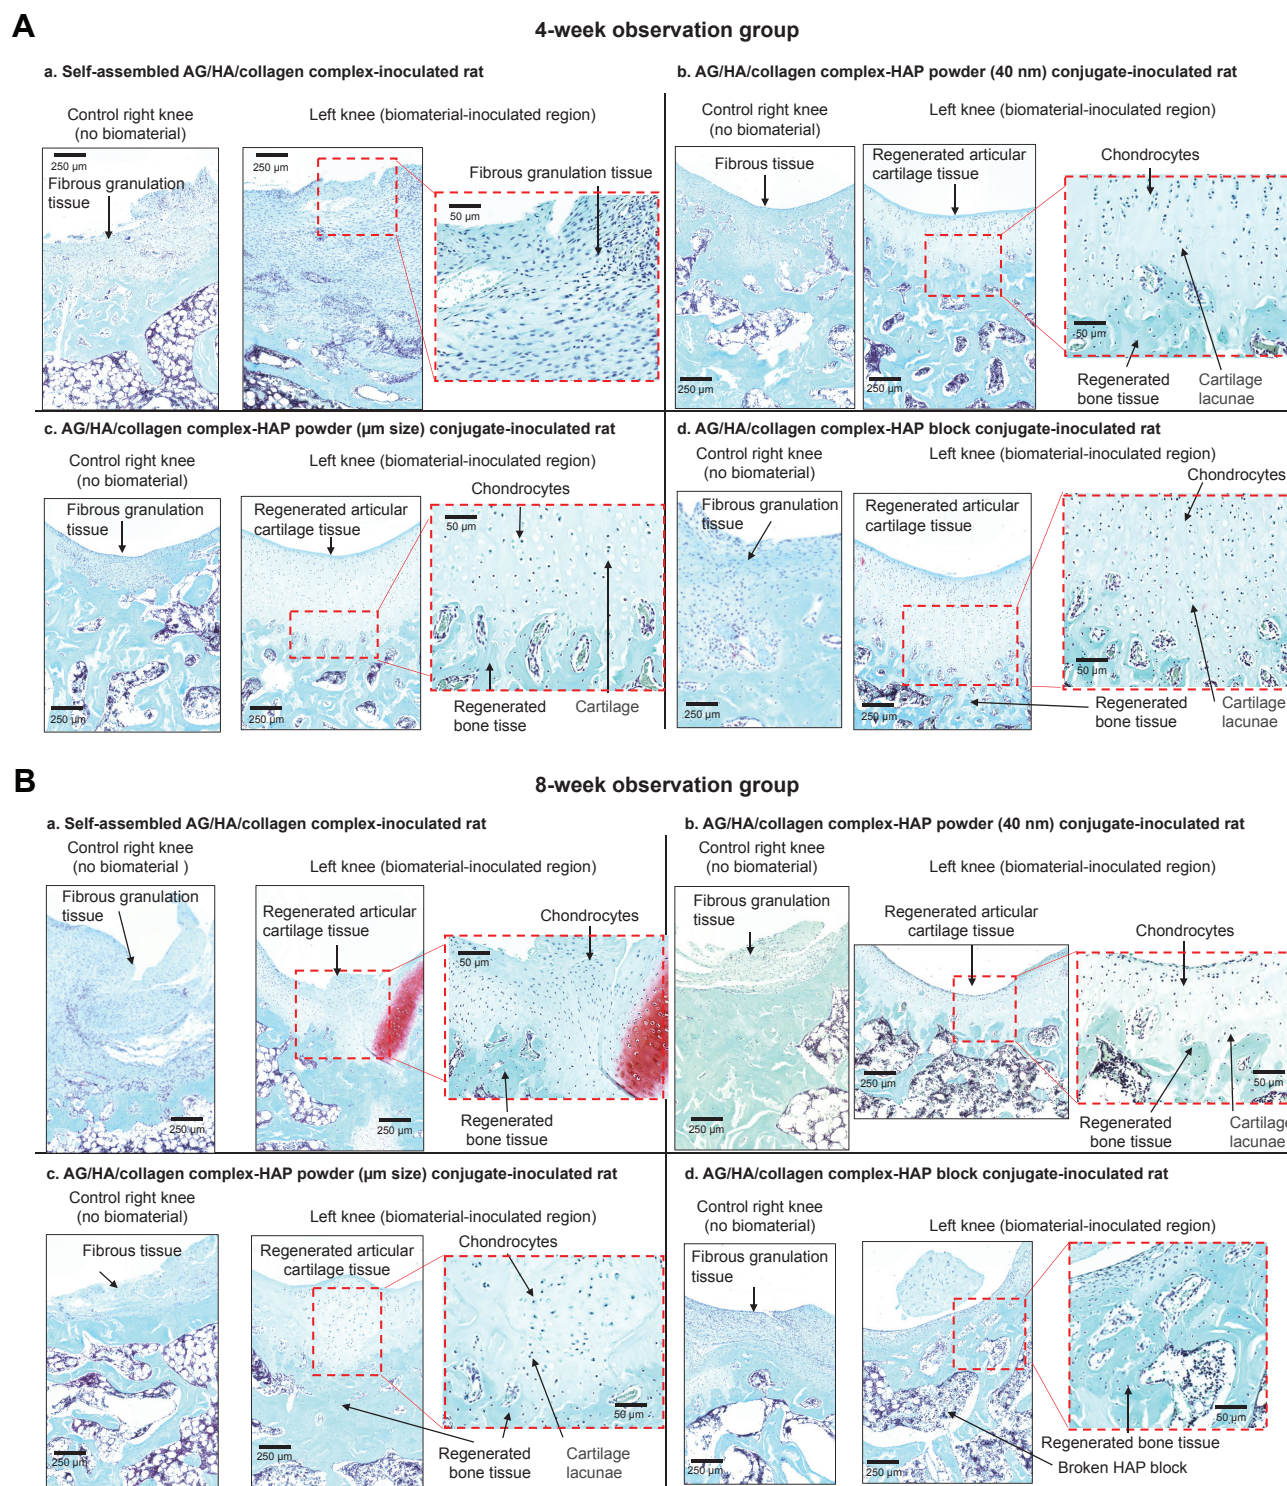 A
4-week observation group
a. Self-assembled AG/HA/collagen complex-inoculated rat
Control right knee
(no biomaterial)
Left knee (biomaterial-inoculated region)
250 µm
Fibrous granulation
tissue
250 µm
Fibrous granulation tissue
50 µm
b. AG/HA/collagen complex-HAP powder (40 nm) conjugate-inoculated rat
Control right knee
(no biomaterial)
Left knee (biomaterial-inoculated region)
Fibrous tissue
250 µm
Regenerated articular
cartilage tissue
250 µm
Chondrocytes
50 µm
Regenerated
bone tissue
Cartilage
lacunae
c. AG/HA/collagen complex-HAP powder (µm size) conjugate-inoculated rat
Control right knee
(no biomaterial)
Left knee (biomaterial-inoculated region)
Fibrous granulation
tissue
250 µm
Regenerated articular
cartilage tissue
250 µm
Chondrocytes
50 µm
Regenerated
bone tisse
Cartilage
d. AG/HA/collagen complex-HAP block conjugate-inoculated rat
Control right knee
(no biomaterial)
Left knee (biomaterial-inoculated region)
Fibrous granulation
tissue
250 µm
Regenerated articular
cartilage tissue
250 µm
Chondrocytes
50 µm
Regenerated
bone tissue
Cartilage
lacunae
B
8-week observation group
a. Self-assembled AG/HA/collagen complex-inoculated rat
Control right knee
(no biomaterial )
Left knee (biomaterial-inoculated region)
Fibrous granulation
tissue
250 µm
Regenerated articular
cartilage tissue
250 µm
Chondrocytes
50 µm
Regenerated
bone tissue
b. AG/HA/collagen complex-HAP powder (40 nm) conjugate-inoculated rat
Control right knee
(no biomaterial)
Left knee (biomaterial-inoculated region)
Fibrous granulation
tissue
250 µm
Regenerated articular
cartilage tissue
250 µm
Chondrocytes
50 µm
Regenerated
bone tissue
Cartilage
lacunae
c. AG/HA/collagen complex-HAP powder (µm size) conjugate-inoculated rat
Control right knee
(no biomaterial)
Left knee (biomaterial-inoculated region)
Fibrous tissue
250 µm
Regenerated articular
cartilage tissue
250 µm
Chondrocytes
50 µm
Regenerated
bone tissue
Cartilage
lacunae
d. AG/HA/collagen complex-HAP block conjugate-inoculated rat
Control right knee
(no biomaterial)
Left knee (biomaterial-inoculated region)
Fibrous granulation
tissue
250 µm
250 µm
50 µm
Regenerated bone tissue
Broken HAP block